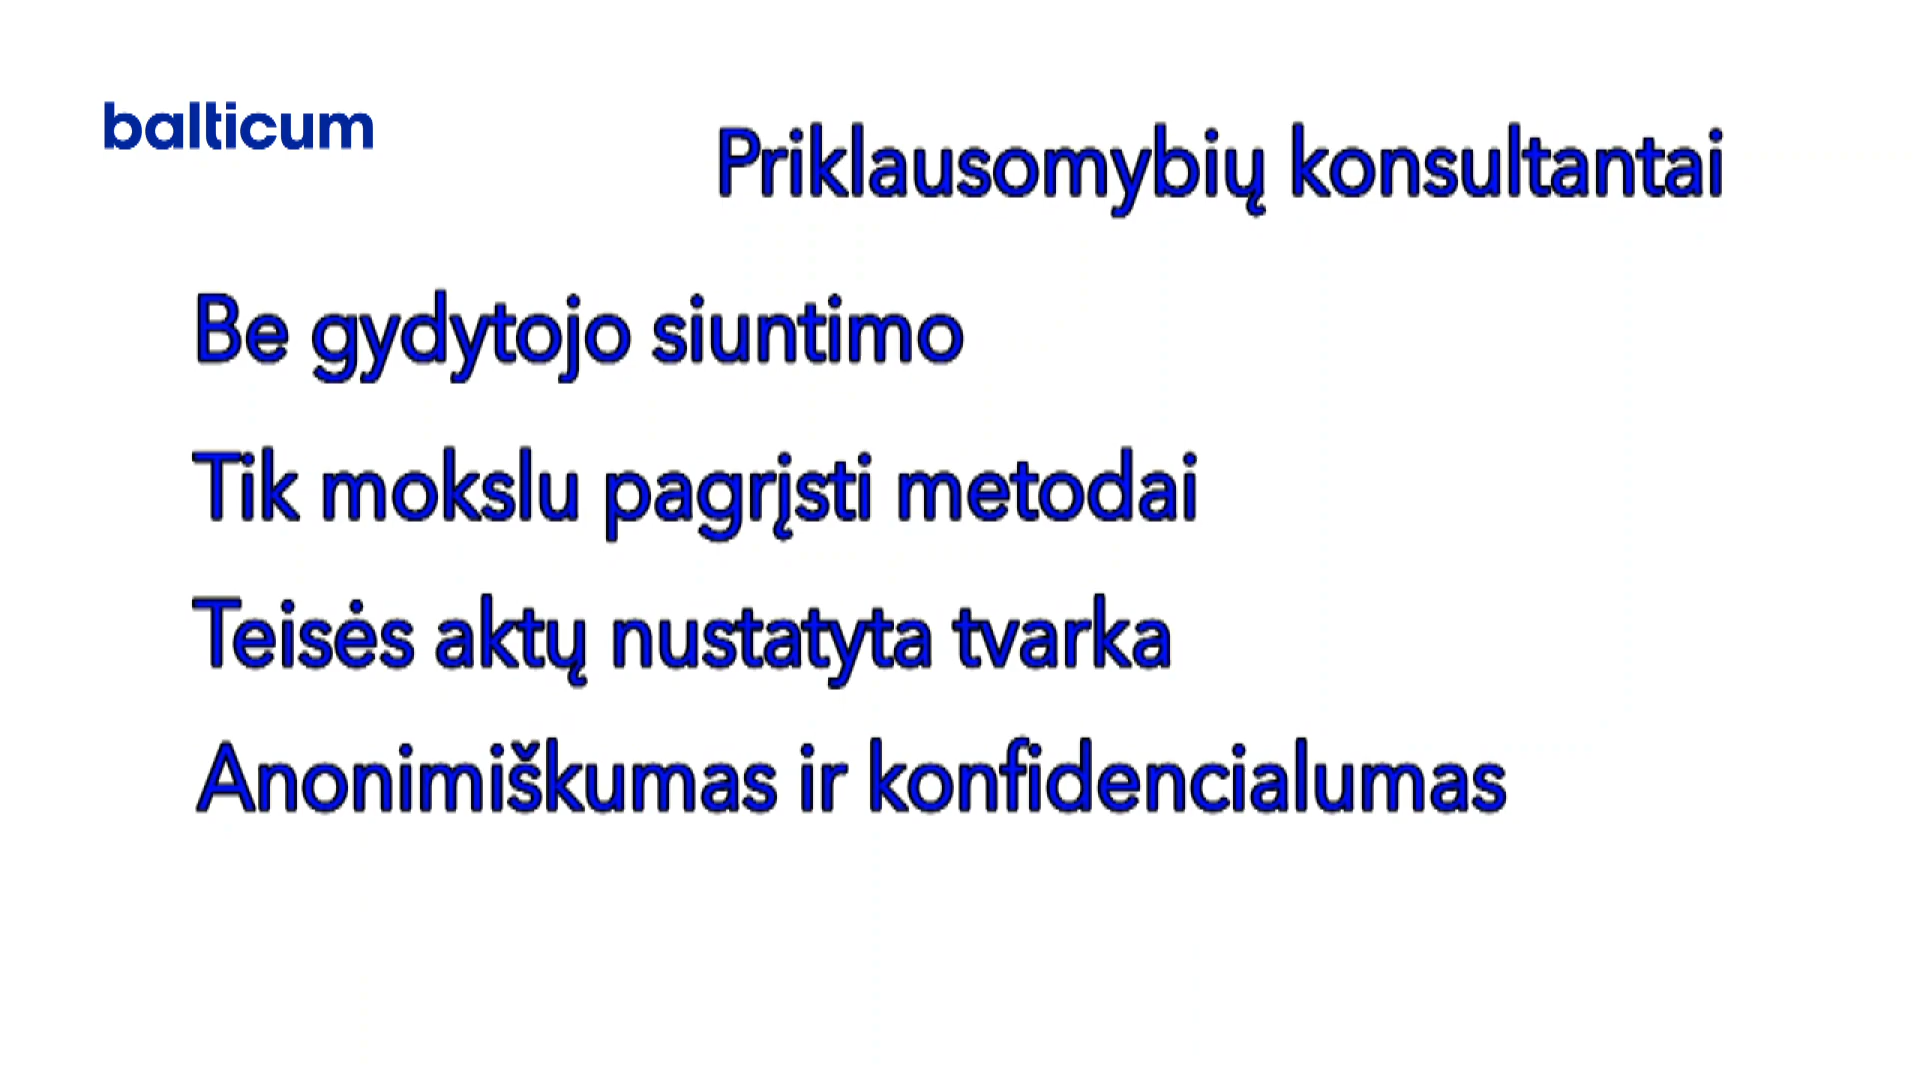 balticum
Priklausomybių konsultantai
Be gydytojo siuntimo
Tik mokslu pagrįsti metodai
Teisės aktų nustatyta tvarka
Anonimiškumas ir konfidencialumas